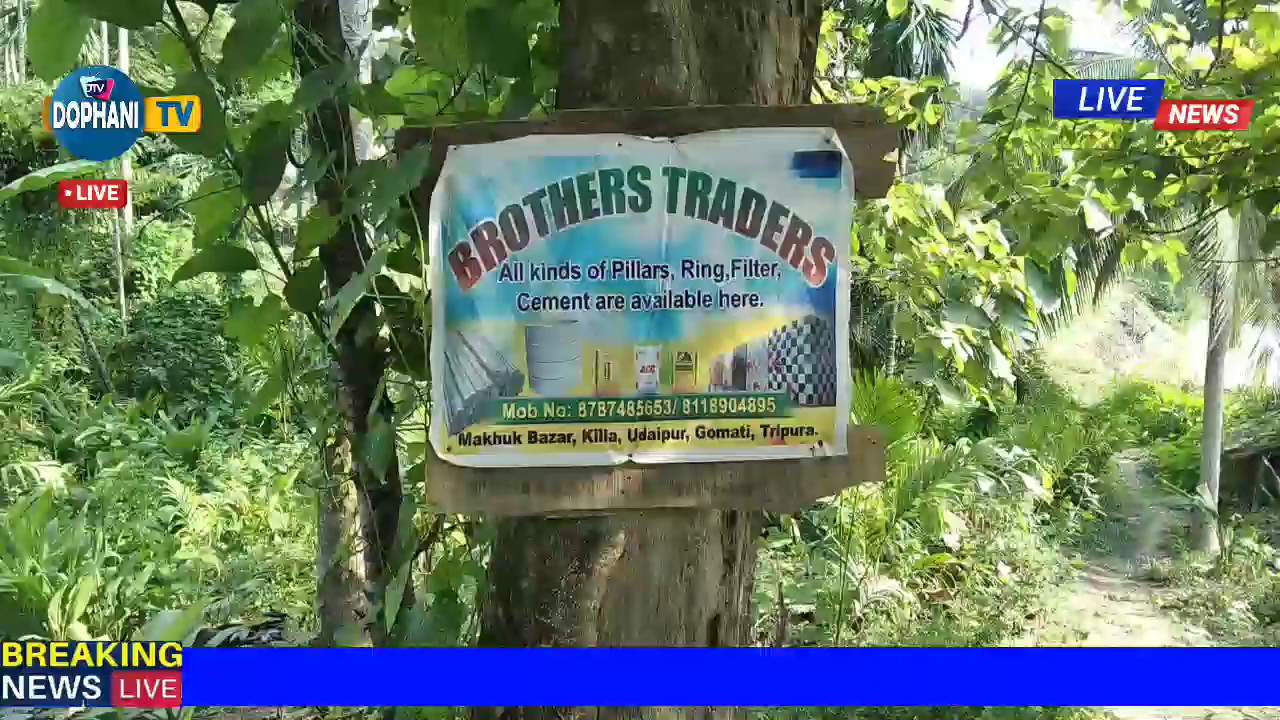 DTV
DOPHANI TV
• LIVE
LIVE
NEWS
BROTHERS TRADERS
All kinds of Pillars, Ring,Filter,
Cement are available here.
ACC
Mob No: 8787485653/ 8118904895
Makhuk Bazar, Killa, Udaipur, Gomati, Tripura.
BREAKING
NEWS LIVE